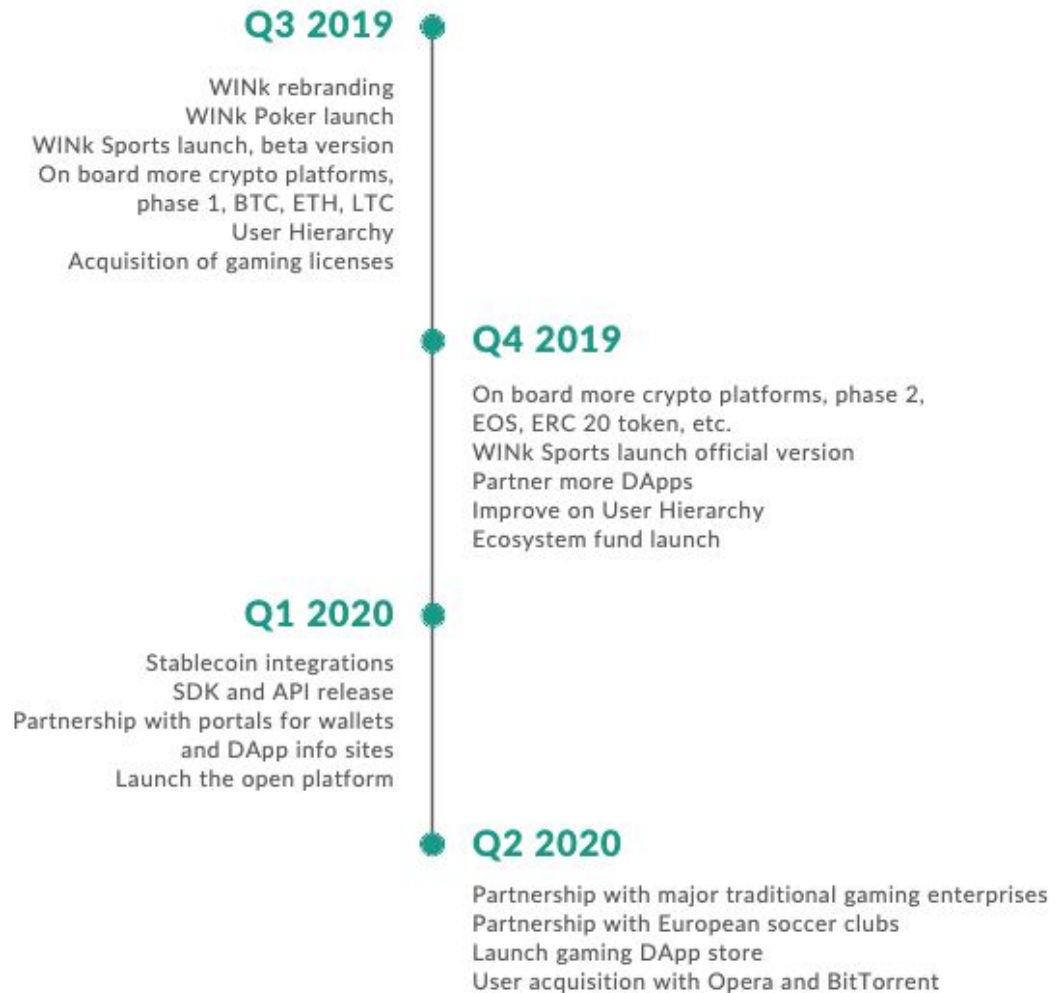 Q3 2019
WINk rebranding
WINk Poker launch
WINk Sports launch, beta version
On board more crypto platforms,
phase 1, BTC, ETH, LTC
User Hierarchy
Acquisition of gaming licenses
Q4 2019
On board more crypto platforms, phase 2,
EOS, ERC 20 token, etc.
WINk Sports launch official version
Partner more DApps
Improve on User Hierarchy
Ecosystem fund launch
Q1 2020
Stablecoin integrations
SDK and API release
Partnership with portals for wallets
and DApp info sites
Launch the open platform
Q2 2020
Partnership with major traditional gaming enterprises
Partnership with European soccer clubs
Launch gaming DApp store
User acquisition with Opera and BitTorrent